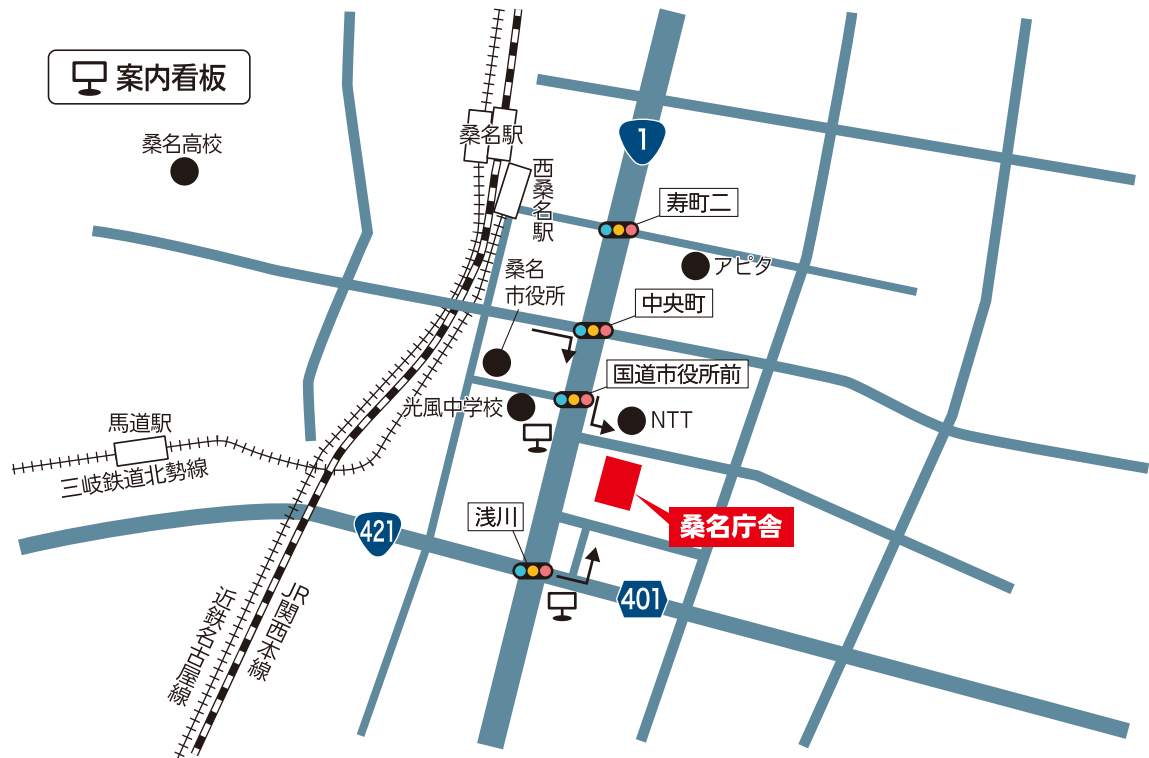 案内看板
桑名高校
桑名駅
1
西桑名駅
寿町二
アピタ
桑名
市役所
中央町
国道市役所前
光風中学校
NTT
馬道駅
三岐鉄道北勢線
浅川
421
桑名庁舎
401
JR関西本線
近鉄名古屋線